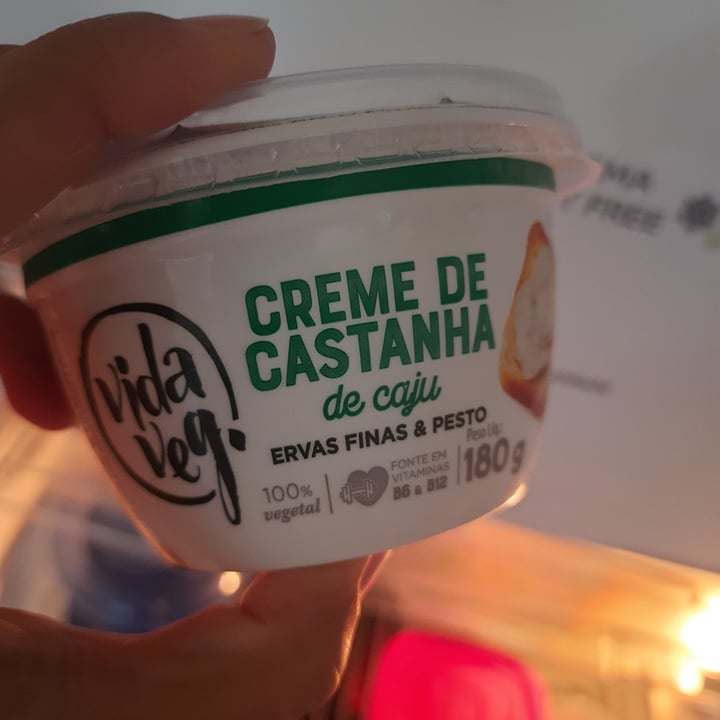 vida
veg.
CREME DE
CASTANHA
de caju
ERVAS FINAS & PESTO
100%
vegetal
FONTE EM
VITAMINAS
B6 & B12
Peso Líq.:
180g
FREE